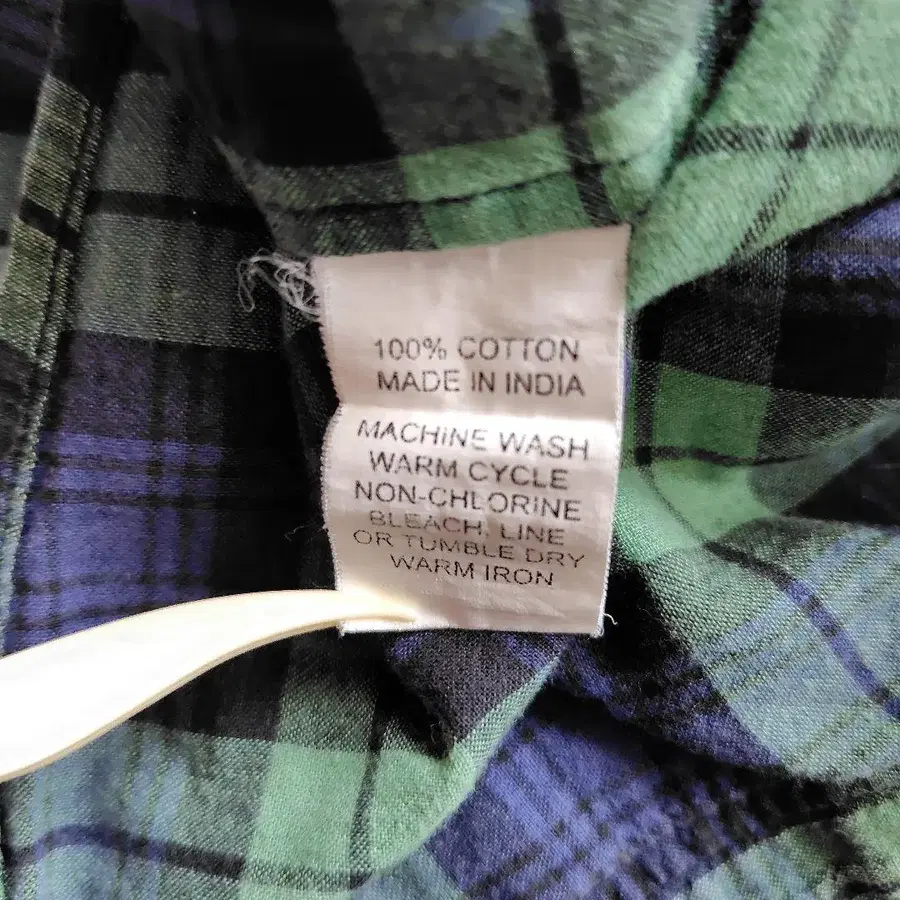 100% COTTON
MADE IN INDIA
MACHINE WASH
WARM CYCLE
NON-CHLORINE
BLEACH, LINE
OR TUMBLE DRY
WARM IRON